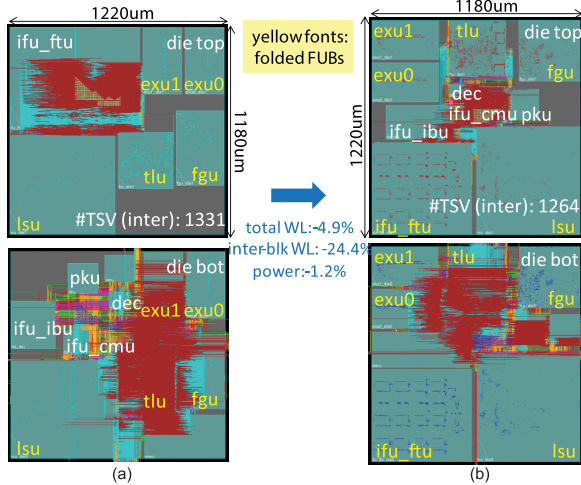 1220um
ifu_ftu
die top
exu1 exu0
tlu
fgu
lsu
#TSV (inter): 1331
1180um
pku
die bot
dec
exu1 exu0
ifu_ibu
ifu_cmu
tlu
fgu
lsu
(a)
yellow fonts:
folded FUBs
total WL:-4.9%
inter-blk WL: -24.4%
power:-1.2%
1180um
1220um
exu1
tlu
die top
exu0
fgu
dec
ifu_cmu pku
ifu_ibu
#TSV (inter): 1264
ifu_ftu
lsu
exu1
tlu
die bot
exu0
fgu
ifu_ftu
lsu
(b)